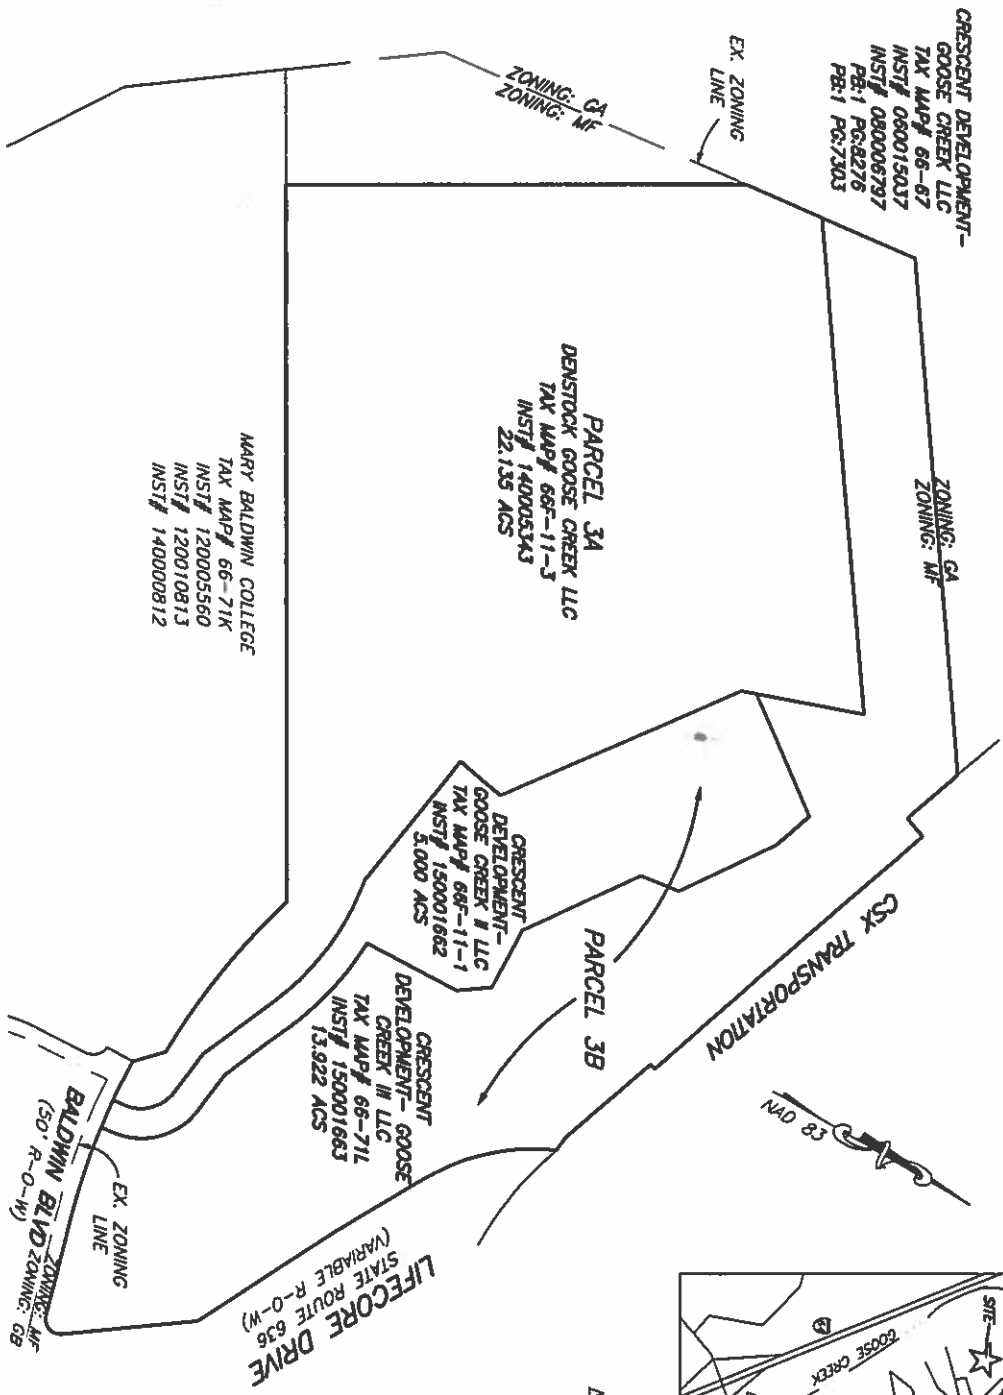 CRESCENT DEVELOPMENT-
GOOSE CREEK LLC
TAX MAP# 66-67
INST# 060015037
INST# 080006797
PB:1 PG:8276
PB:1 PG:7303
EX. ZONING
LINE
ZONING: GA
ZONING: MF
ZONING: GA
ZONING: MF
PARCEL 3A
DENSTOCK GOOSE CREEK LLC
TAX MAP# 66F-11-3
INST# 140005343
22.135 ACS
MARY BALDWIN COLLEGE
TAX MAP# 66-71K
INST# 120005560
INST# 120010813
INST# 140000812
CRESCENT
DEVELOPMENT-
GOOSE CREEK II LLC
TAX MAP# 66F-11-1
INST# 150001662
5.000 ACS
PARCEL 3B
CRESCENT
DEVELOPMENT- GOOSE
CREEK III LLC
TAX MAP# 66-71L
INST# 150001663
13.922 ACS
CSX TRANSPORTATION
NAD 83
LIFECORE DRIVE
STATE ROUTE 636
(VARIABLE R-O-W)
EX. ZONING
LINE
BALDWIN BLVD
(50' R-O-W)
ZONING: MF
ZONING: GB
SITE
GOOSE CREEK